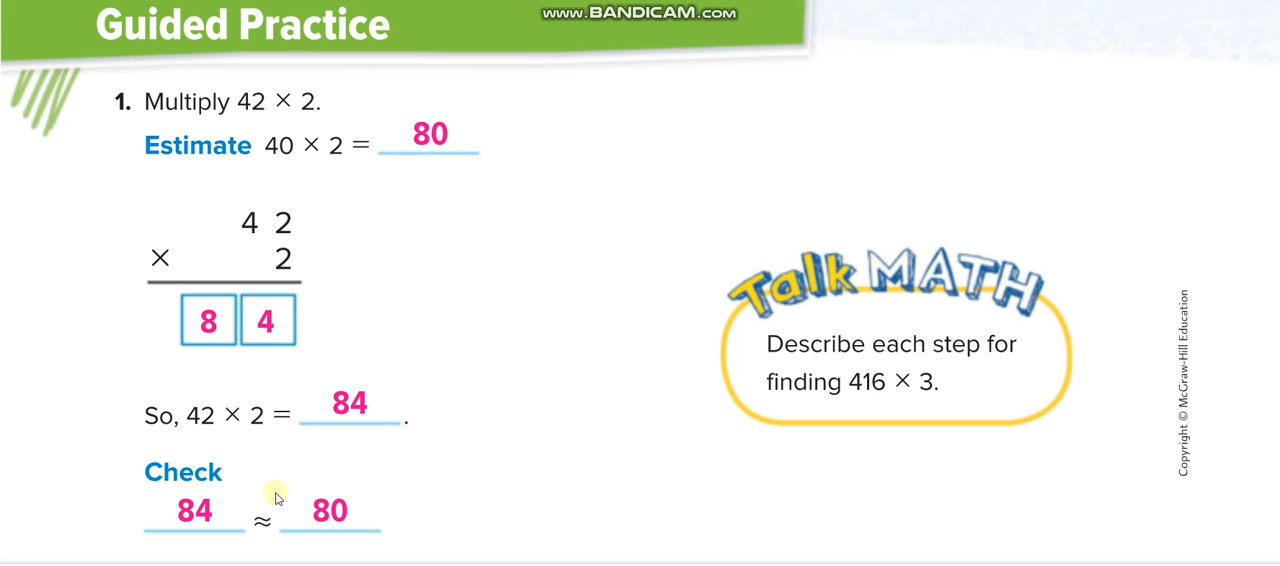 Guided Practice
www.BANDICAM.com
1. Multiply 42 × 2.
Estimate 40 × 2 = 80
4 2
× 2
8 4
So, 42 × 2 = 84.
Check
84 ≈ 80
Talk MATH
Describe each step for
finding 416 × 3.
Copyright © McGraw-Hill Education